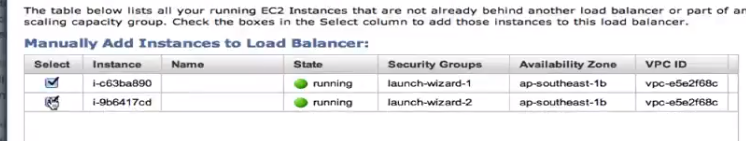 The table below lists all your running EC2 Instances that are not already behind another load balancer or part of an
scaling capacity group. Check the boxes in the Select column to add those instances to this load balancer.
Manually Add Instances to Load Balancer:
Select Instance Name State Security Groups Availability Zone VPC ID
i-c63ba890 running launch-wizard-1 ap-southeast-1b vpc-e5e2f68c
i-9b6417cd running launch-wizard-2 ap-southeast-1b vpc-e5e2f68c